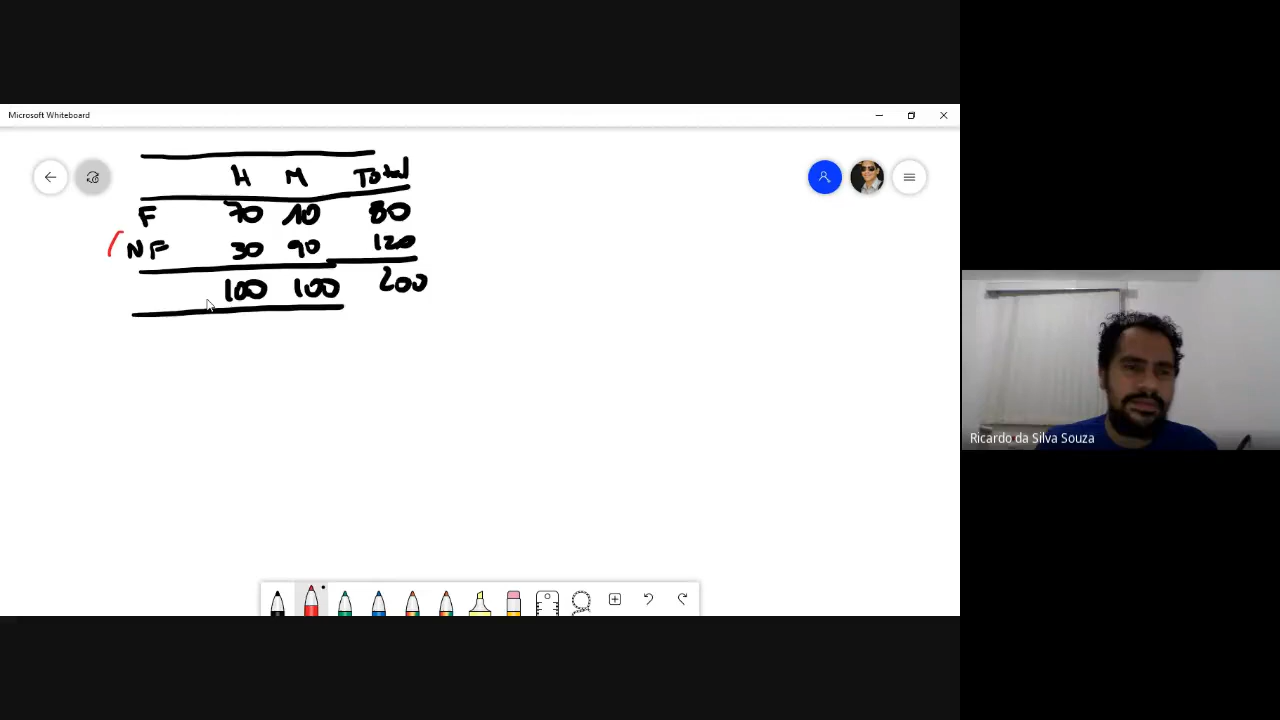 Microsoft Whiteboard
H M Total
F 70 10 80
NF 30 90 120
100 100 200
Ricardo da Silva Souza